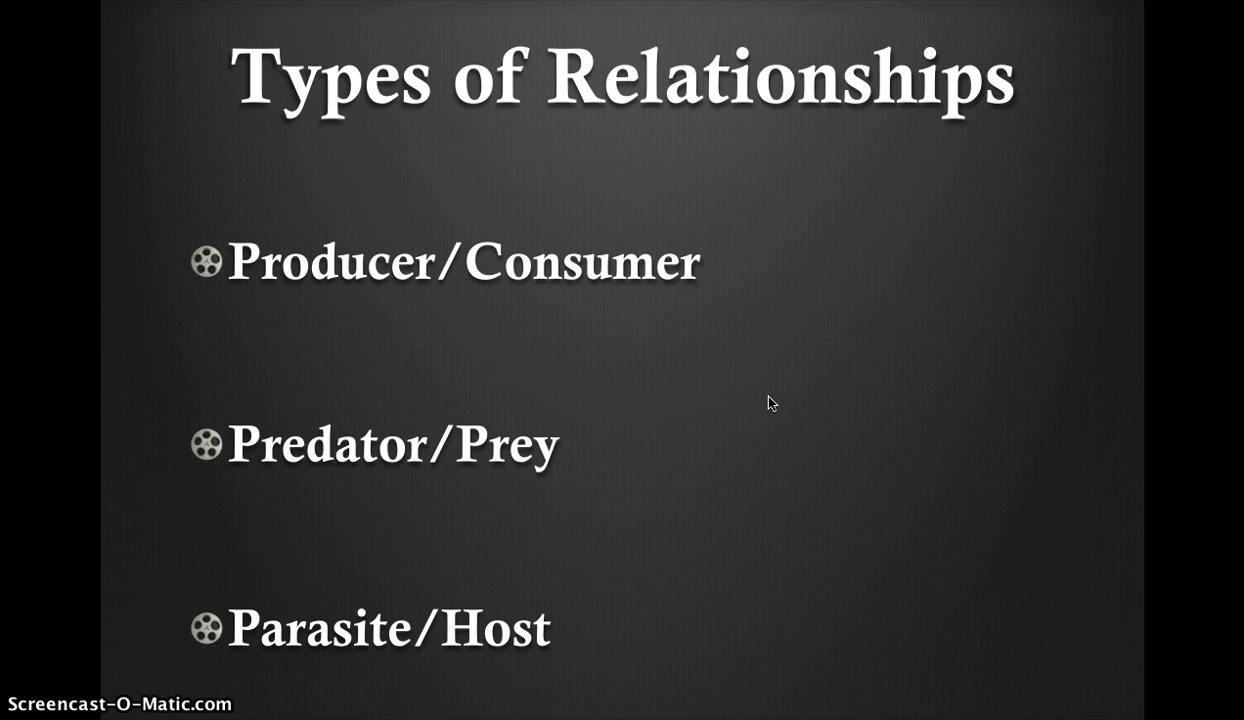 Types of Relationships
Producer/Consumer
Predator/Prey
Parasite/Host
Screencast-O-Matic.com